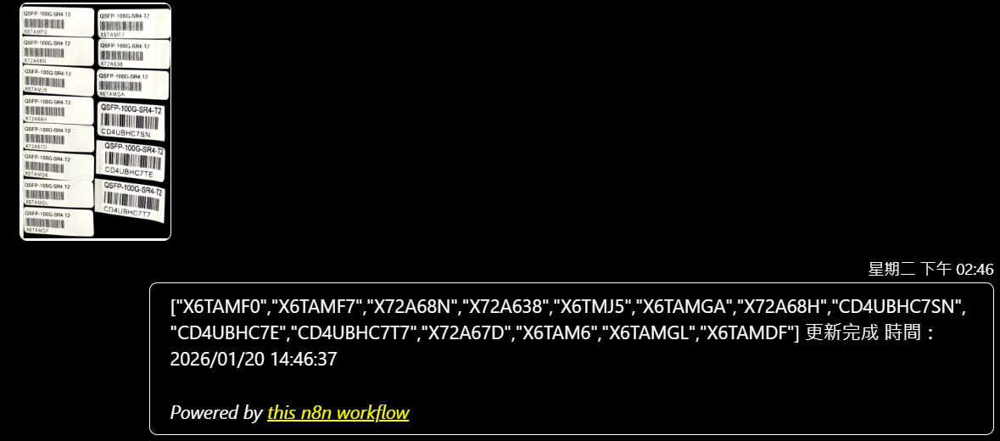 QSFP-100G-SR4-T2
X6TAMF0
QSFP-100G-SR4-T2
X72A68N
QSFP-100G-SR4-T2
X6TAMJ5
QSFP-100G-SR4-T2
X72A68H
QSFP-100G-SR4-T2
X72A67D
QSFP-100G-SR4-T2
X6TAMG6
QSFP-100G-SR4-T2
X6TAMGL
QSFP-100G-SR4-T2
X6TAMDF
QSFP-100G-SR4-T2
X6TAMF7
QSFP-100G-SR4-T2
X72A638
QSFP-100G-SR4-T2
X6TAMGA
QSFP-100G-SR4-T2
CD4UBHC7SN
QSFP-100G-SR4-T2
CD4UBHC7TE
QSFP-100G-SR4-T2
CD4UBHC7T7
星期二 下午 02:46
["X6TAMF0","X6TAMF7","X72A68N","X72A638","X6TMJ5","X6TAMGA","X72A68H","CD4UBHC7SN",
"CD4UBHC7E","CD4UBHC7T7","X72A67D","X6TAM6","X6TAMGL","X6TAMDF"] 更新完成 時間：
2026/01/20 14:46:37
Powered by this n8n workflow